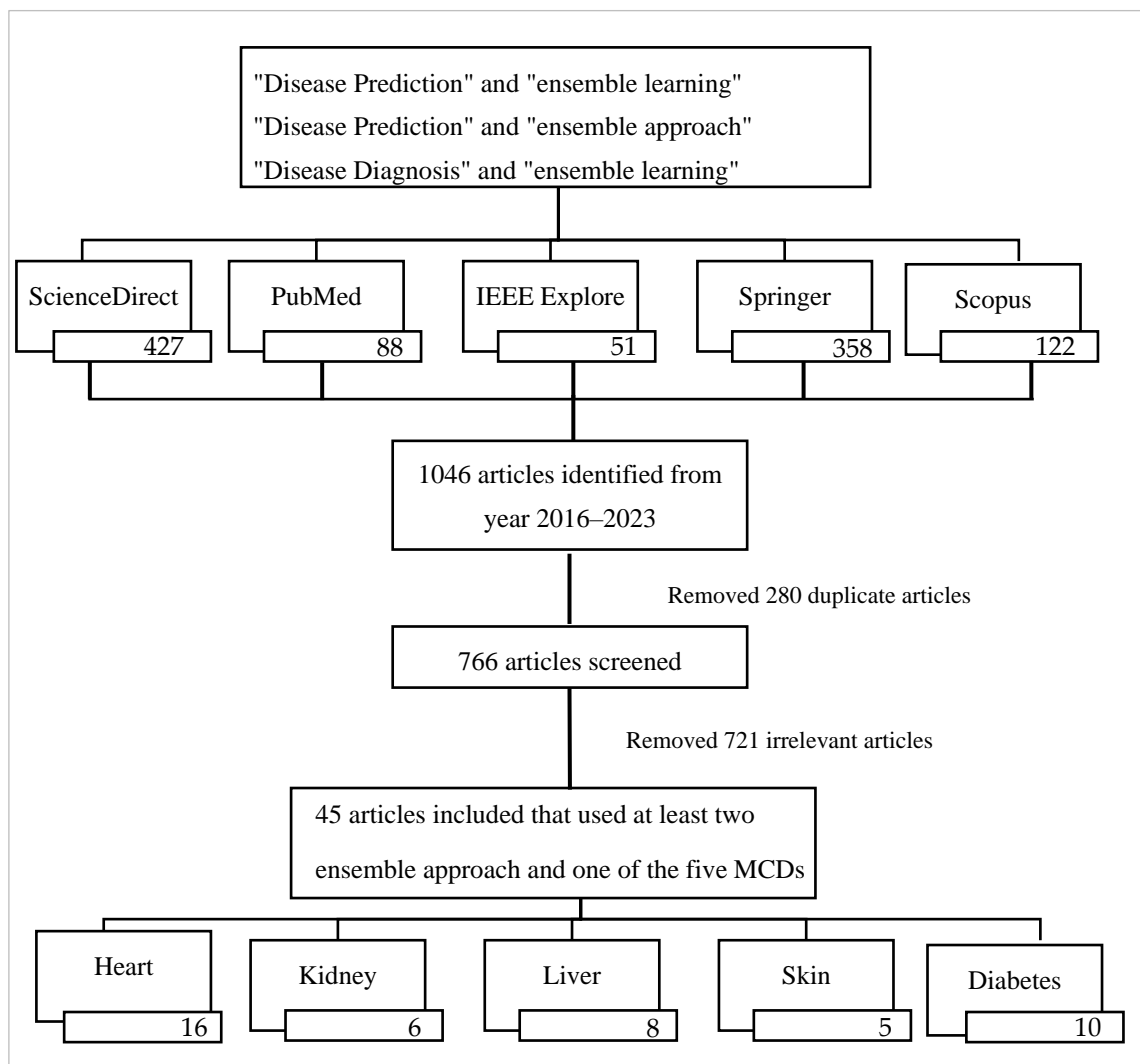 "Disease Prediction" and "ensemble learning"
"Disease Prediction" and "ensemble approach"
"Disease Diagnosis" and "ensemble learning"
ScienceDirect
427
PubMed
88
IEEE Explore
51
Springer
358
Scopus
122
1046 articles identified from
year 2016–2023
Removed 280 duplicate articles
766 articles screened
Removed 721 irrelevant articles
45 articles included that used at least two
ensemble approach and one of the five MCDs
Heart
16
Kidney
6
Liver
8
Skin
5
Diabetes
10